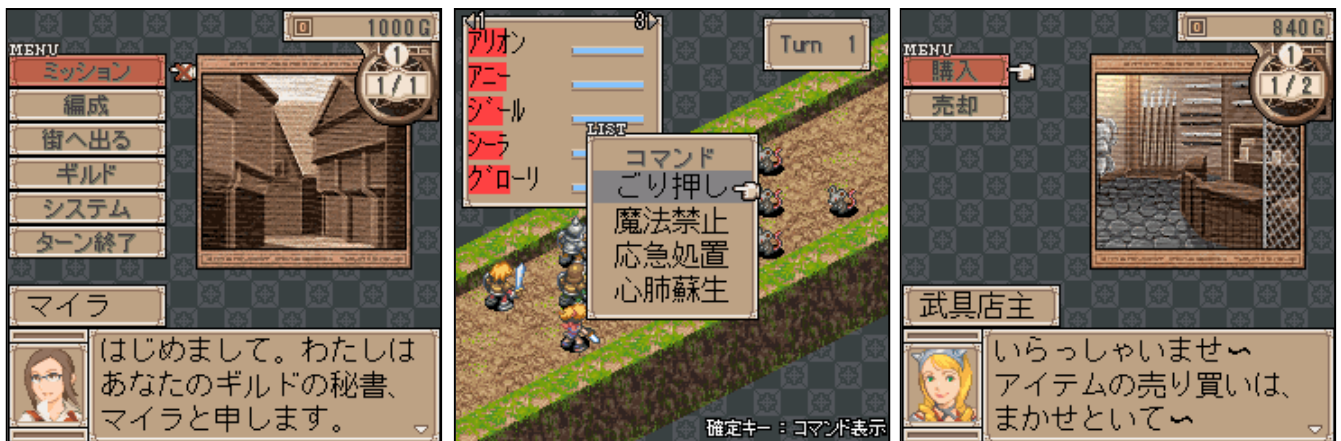 1000G
MENU
1
1/1
ミッション
編成
街へ出る
ギルド
システム
ターン終了
マイラ
はじめまして。わたしは
あなたのギルドの秘書、
マイラと申します。
1
3
アリオン
アニー
ジール
シーラ
グローリ
Turn 1
LIST
コマンド
ごり押し
魔法禁止
応急処置
心肺蘇生
確定キー：コマンド表示
840G
MENU
1
1/2
購入
売却
武具店主
いらっしゃいませ〜
アイテムの売り買いは、
まかせといて〜